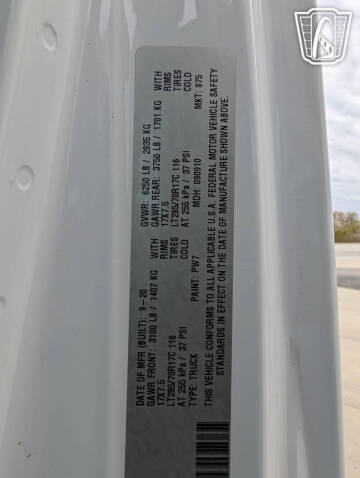 DATE OF MFR (BUILT): 9-20 GVWR: 6250 LB / 2835 KG
GAWR FRONT: 3100 LB / 1407 KG WITH GAWR REAR: 3750 LB / 1701 KG WITH
17X7.5 RIMS 17X7.5 RIMS
LT285/70R17C 116 TIRES LT285/70R17C 116 TIRES
AT 255 kPa / 37 PSI COLD AT 255 kPa / 37 PSI COLD
TYPE: TRUCK PAINT: PW7 MDH: 090910 MKT: 875
THIS VEHICLE CONFORMS TO ALL APPLICABLE U.S.A. FEDERAL MOTOR VEHICLE SAFETY
STANDARDS IN EFFECT ON THE DATE OF MANUFACTURE SHOWN ABOVE.